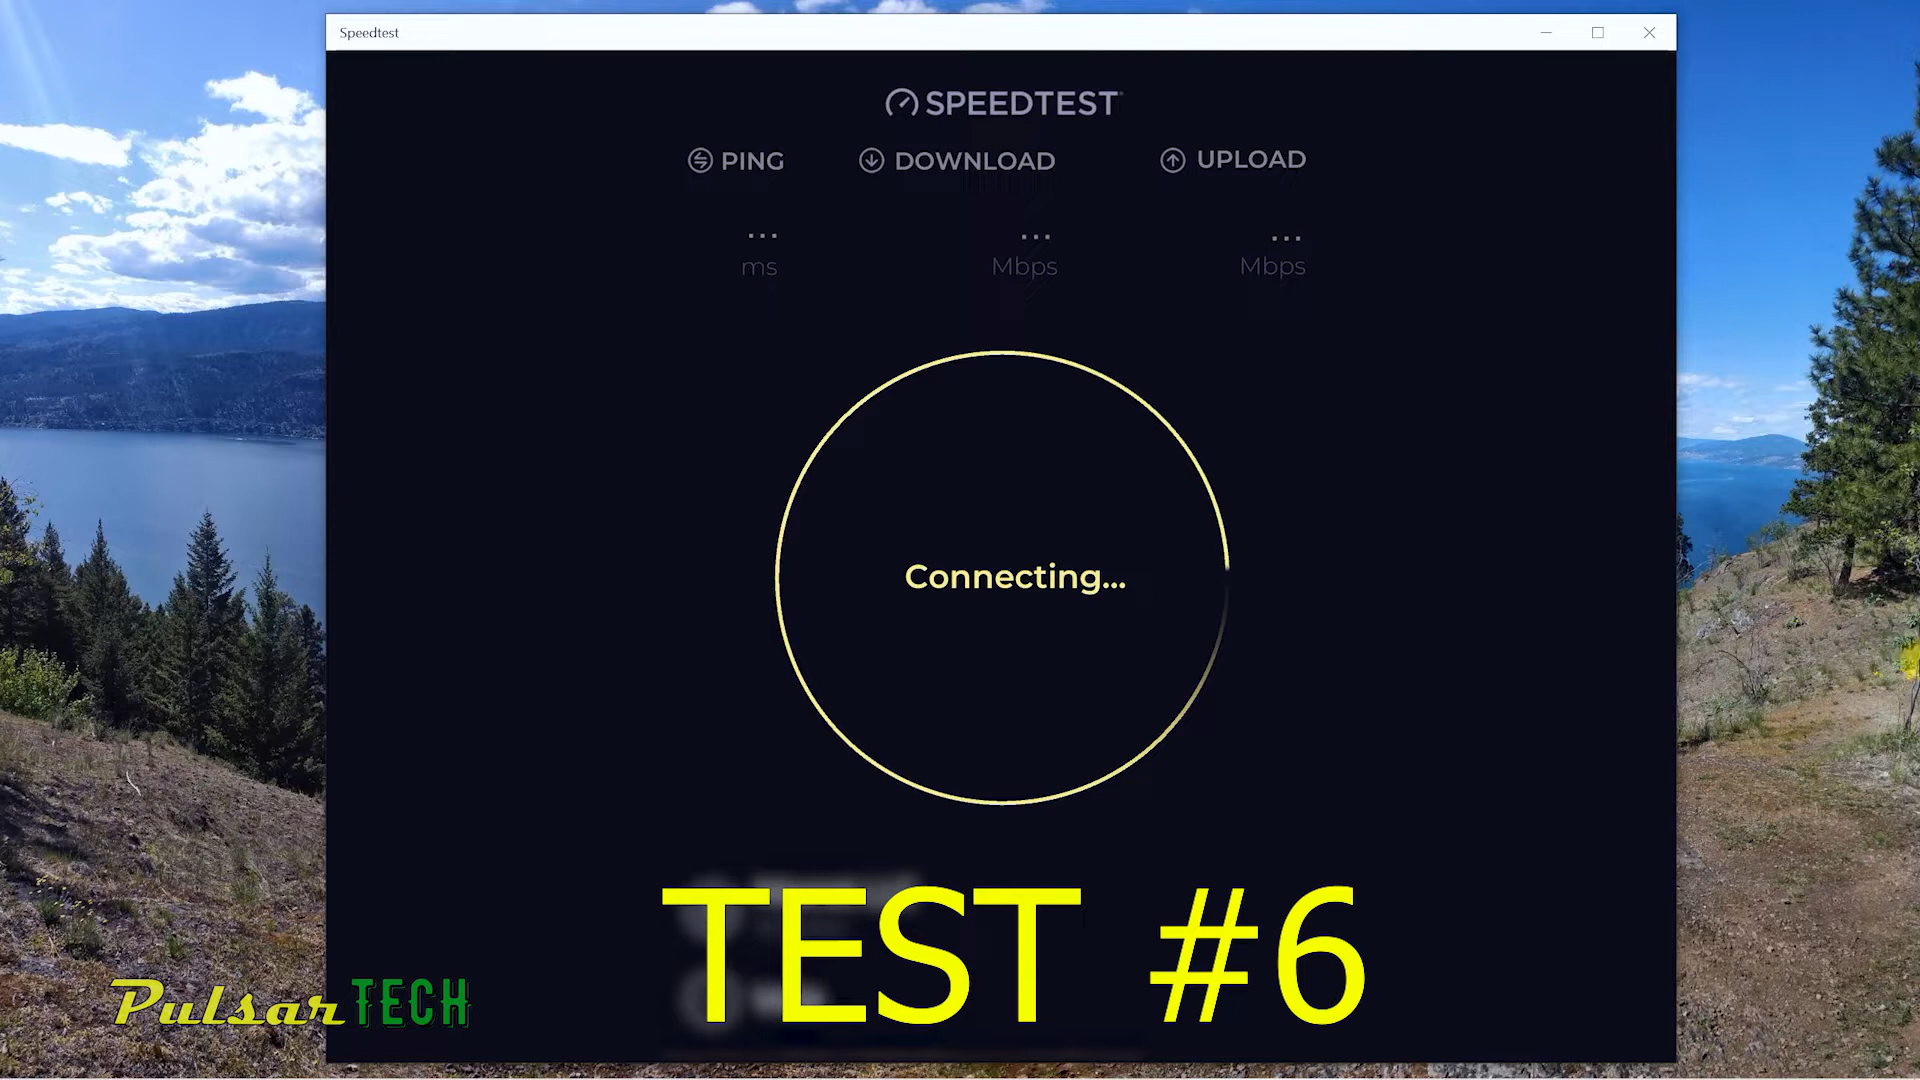 Speedtest
SPEEDTEST
PING DOWNLOAD UPLOAD
... ... ...
ms Mbps Mbps
Connecting...
TEST #6
Pulsar TECH